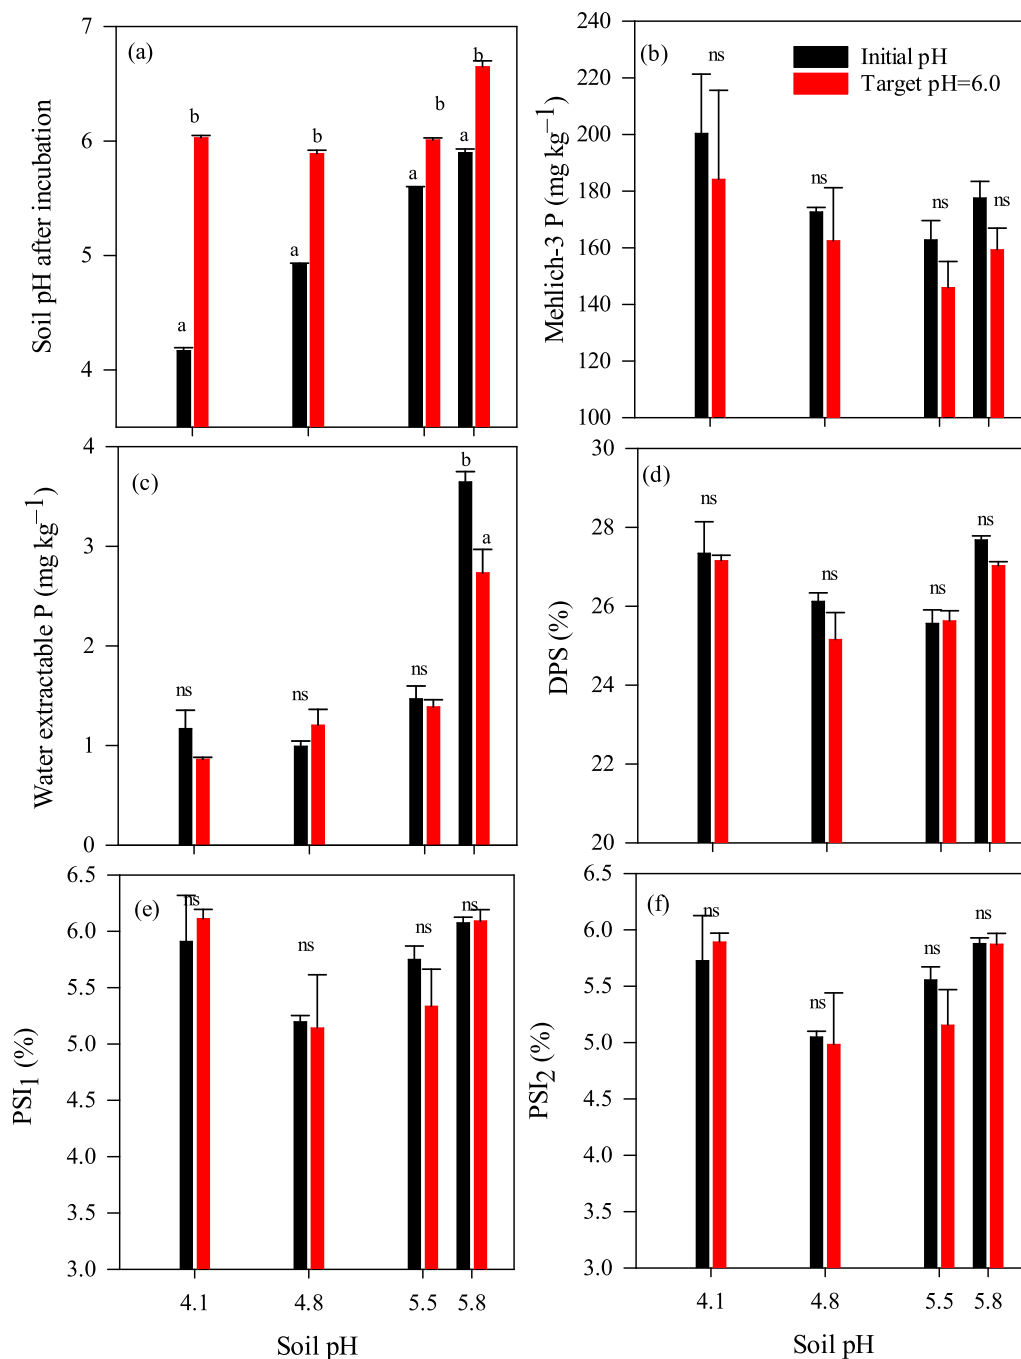 (a)
7
6
5
4
Soil pH after incubation
a
b
a
b
a
b
a
b
(b)
240
220
200
180
160
140
120
100
Mehlich-3 P (mg kg−1)
Initial pH
Target pH=6.0
ns
ns
ns
ns
(c)
4
3
2
1
0
Water extractable P (mg kg−1)
ns
ns
ns
b
a
(d)
30
28
26
24
22
20
DPS (%)
ns
ns
ns
ns
(e)
6.5
6.0
5.5
5.0
4.5
4.0
3.5
3.0
PSI1 (%)
ns
ns
ns
ns
4.1 4.8 5.5 5.8
Soil pH
(f)
6.5
6.0
5.5
5.0
4.5
4.0
3.5
3.0
PSI2 (%)
ns
ns
ns
ns
4.1 4.8 5.5 5.8
Soil pH